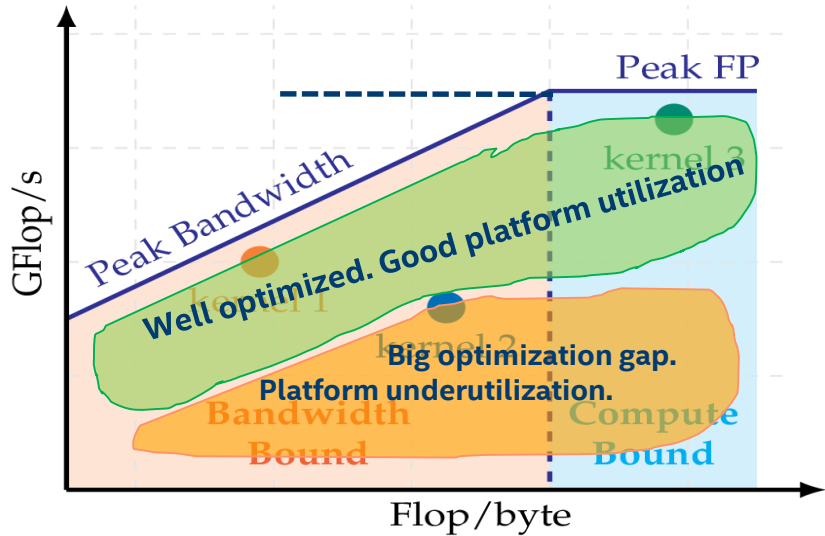 Peak FP
Peak Bandwidth
GFlop/s
kernel 3
Well optimized. Good platform utilization
kernel 1
kernel 2
Big optimization gap.
Platform underutilization.
Bandwidth
Bound
Compute
Bound
Flop/byte